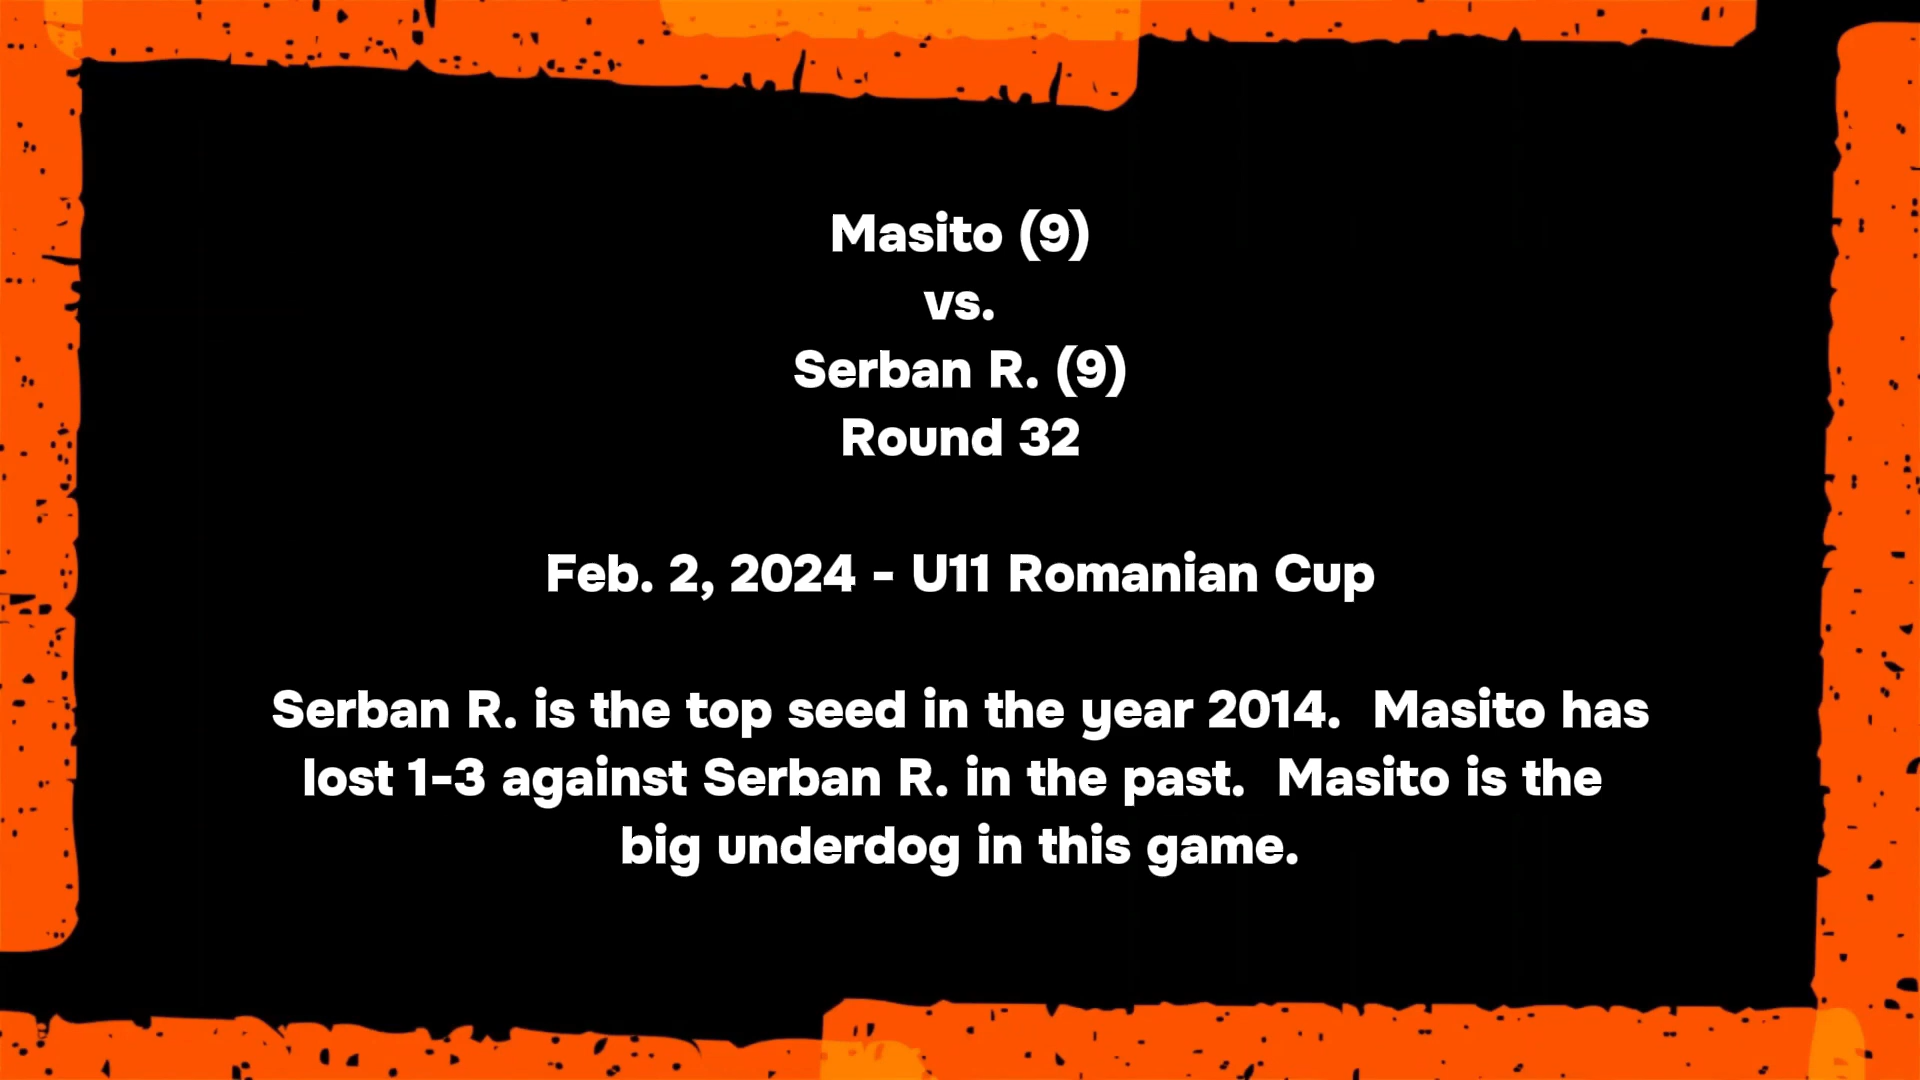 Masito (9)
vs.
Serban R. (9)
Round 32
Feb. 2, 2024 - U11 Romanian Cup
Serban R. is the top seed in the year 2014.  Masito has
lost 1-3 against Serban R. in the past.  Masito is the
big underdog in this game.